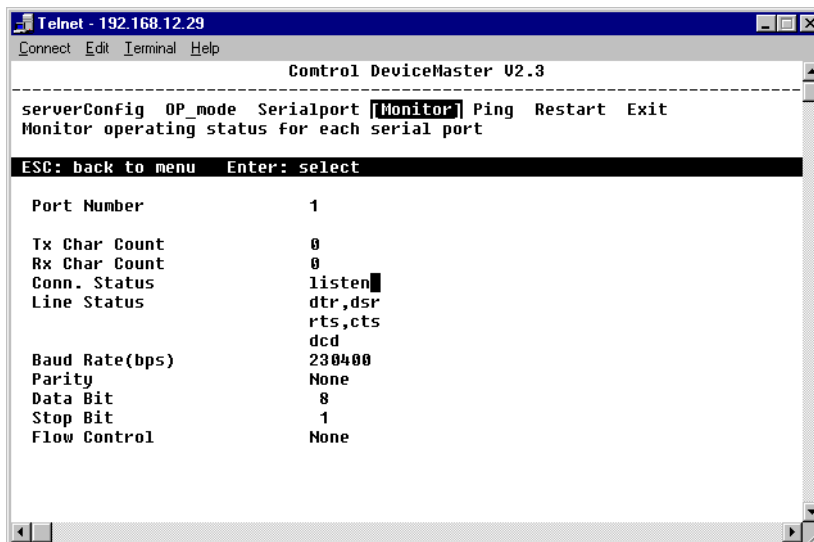 Telnet - 192.168.12.29
Connect Edit Terminal Help
Comtrol DeviceMaster V2.3
serverConfig OP_mode Serialport [Monitor] Ping Restart Exit
Monitor operating status for each serial port
ESC: back to menu Enter: select
Port Number 1
Tx Char Count 0
Rx Char Count 0
Conn. Status listen
Line Status dtr,dsr
rts,cts
dcd
Baud Rate(bps) 230400
Parity None
Data Bit 8
Stop Bit 1
Flow Control None